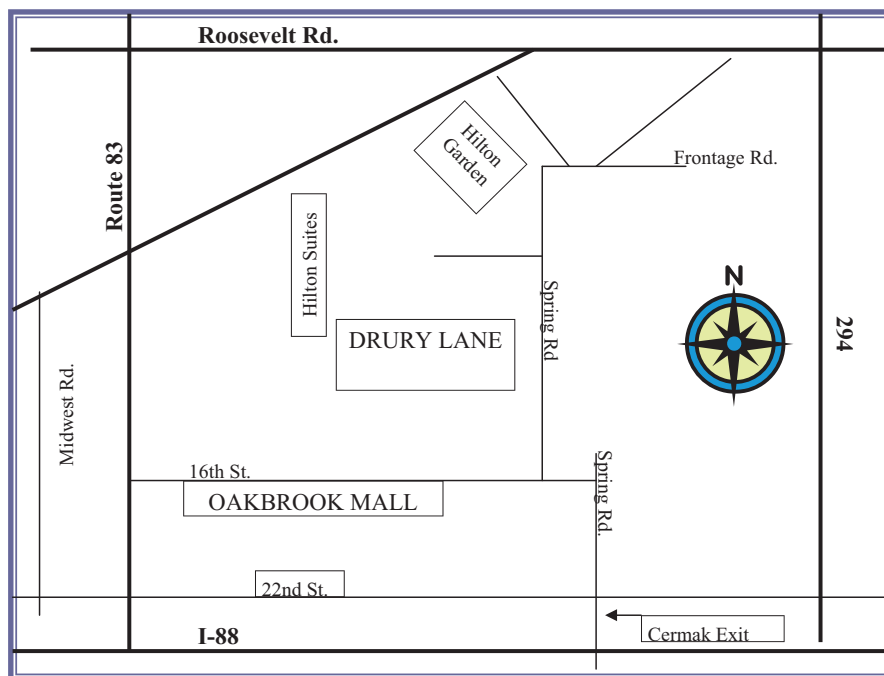 Roosevelt Rd.
Hilton
Garden
Frontage Rd.
Route 83
Hilton Suites
N
Spring Rd
294
DRURY LANE
Midwest Rd.
16th St.
Spring Rd.
OAKBROOK MALL
22nd St.
I-88
Cermak Exit